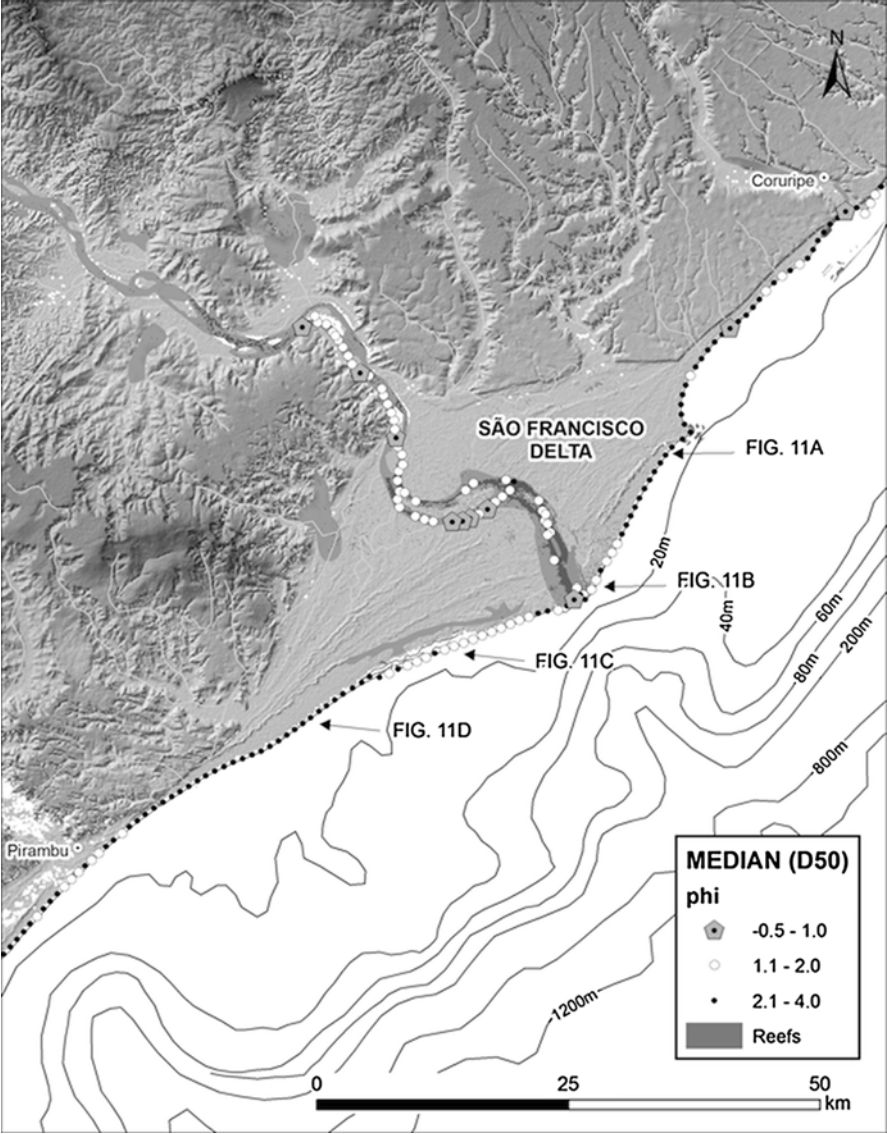 N
Coruripe
SÃO FRANCISCO
DELTA
FIG. 11A
20m
FIG. 11B
40m
60m
80m
200m
FIG. 11C
FIG. 11D
800m
Pirambu
MEDIAN (D50)
phi
-0.5 - 1.0
1.1 - 2.0
2.1 - 4.0
Reefs
1200m
0 25 50
km